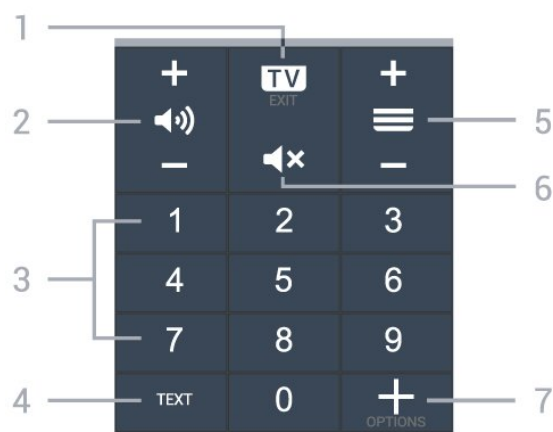 1
+ TV +
EXIT
2 5
− −
6
1 2 3
3
4 5 6
7 8 9
4 TEXT 0 + 7
OPTIONS